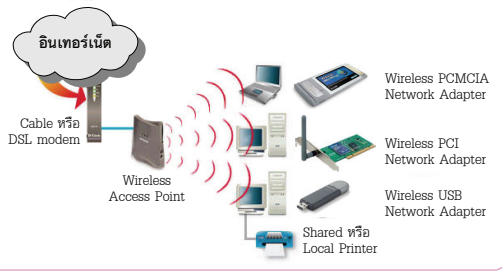 อินเทอร์เน็ต
Cable หรือ
DSL modem
Wireless
Access Point
Wireless PCMCIA
Network Adapter
Wireless PCI
Network Adapter
Wireless USB
Network Adapter
Shared หรือ
Local Printer